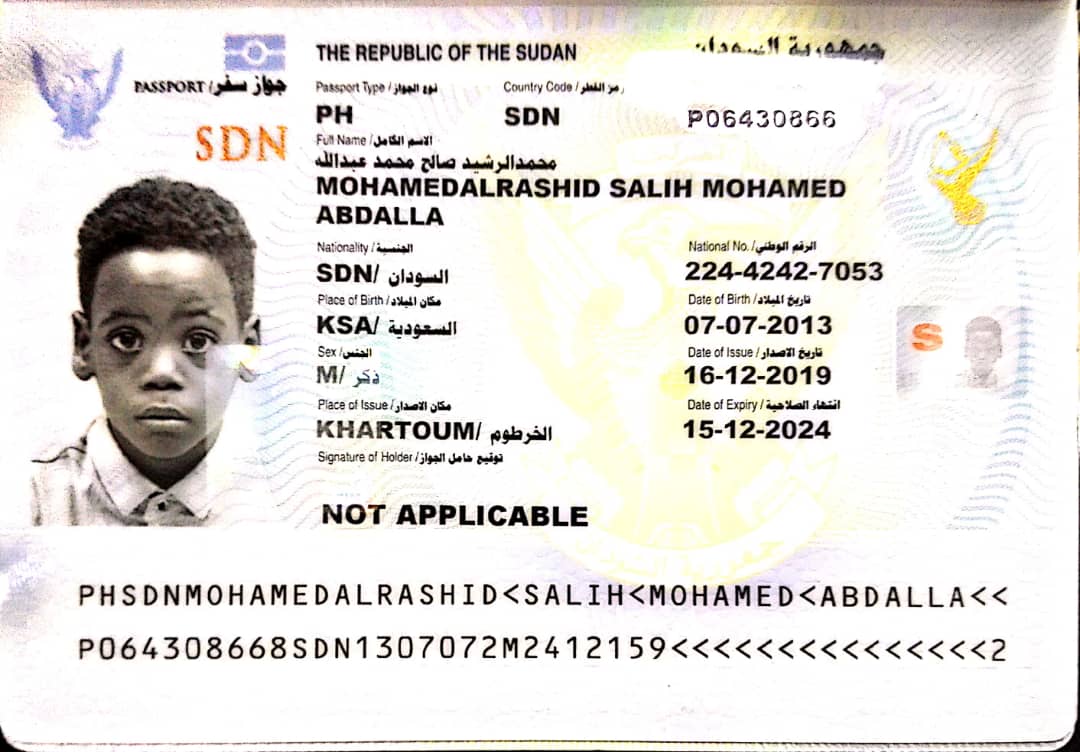 جمهورية السودان
THE REPUBLIC OF THE SUDAN
PASSPORT / جواز سفر
Passport Type / نوع الجواز
Country Code / رمز القطر
PH
SDN
P06430866
SDN
Full Name / الاسم الكامل
محمدالرشيد صالح محمد عبدالله
MOHAMEDALRASHID SALIH MOHAMED
ABDALLA
Nationality / الجنسية
National No. / الرقم الوطني
SDN/ السودان
224-4242-7053
Place of Birth / مكان الميلاد
Date of Birth / تاريخ الميلاد
KSA/ السعودية
07-07-2013
S
Sex / الجنس
Date of Issue / تاريخ الاصدار
M/ ذكر
16-12-2019
Place of Issue / مكان الاصدار
Date of Expiry / انتهاء الصلاحية
KHARTOUM/ الخرطوم
15-12-2024
Signature of Holder / توقيع حامل الجواز
NOT APPLICABLE
جمهورية السودان
PHSDNMOHAMEDALRASHID<SALIH<MOHAMED<ABDALLA<<
P064308668SDN1307072M2412159<<<<<<<<<<<<<<<2